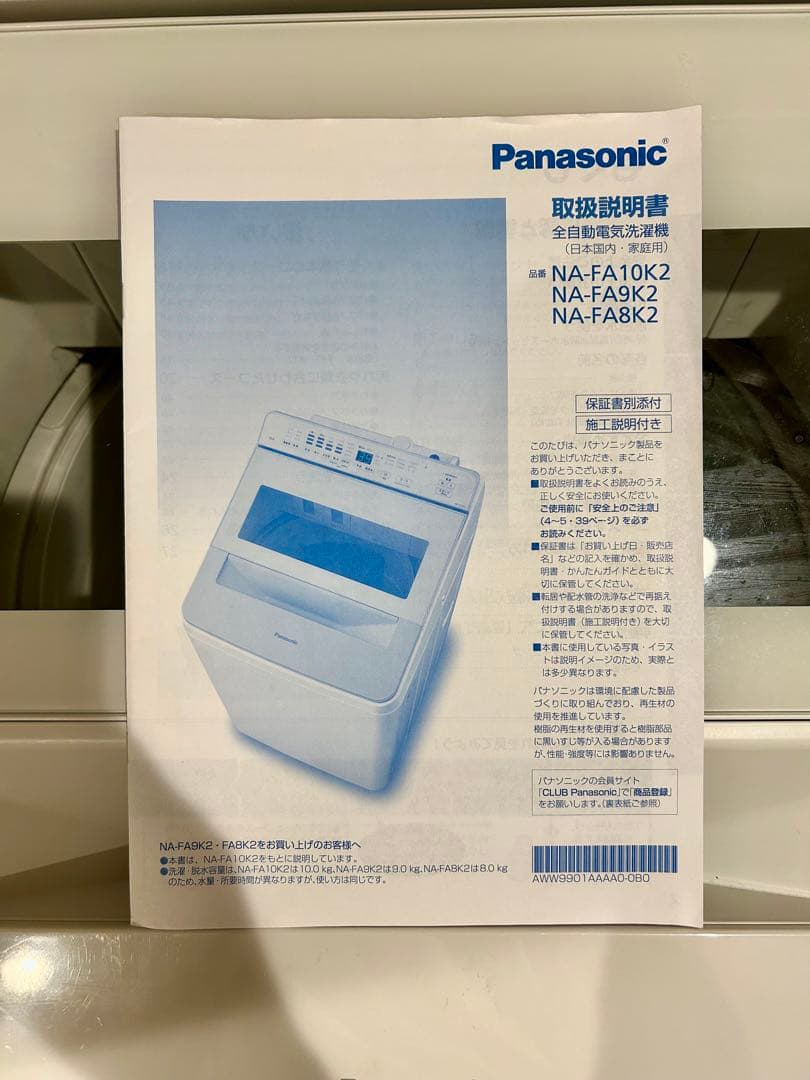 Panasonic®
取扱説明書
全自動電気洗濯機
(日本国内・家庭用)
品番 NA-FA10K2
NA-FA9K2
NA-FA8K2
保証書別添付
施工説明付き
このたびは、パナソニック製品を
お買い上げいただき、まことに
ありがとうございます。
■取扱説明書をよくお読みのうえ、
正しく安全にお使いください。
ご使用前に「安全上のご注意」
(4〜5・39ページ)を必ず
お読みください。
■保証書は「お買い上げ日・販売店
名」などの記入を確かめ、取扱説
明書・かんたんガイドとともに大
切に保管してください。
■転居や配水管の洗浄などで再据え
付けする場合がありますので、取
扱説明書(施工説明付き)を大切
に保管してください。
■本書に使用している写真・イラス
トは説明イメージのため、実際と
は多少異なります。
パナソニックは環境に配慮した製品
づくりに取り組んでおり、再生材の
使用を推進しています。
樹脂の再生材を使用すると樹脂部品
に黒いすじ等が入る場合があります
が、性能・強度等には影響ありません。
パナソニックの会員サイト
「CLUB Panasonic」で「商品登録」
をお願いします。(裏表紙ご参照)
Panasonic
NA-FA9K2・FA8K2をお買い上げのお客様へ
●本書は、NA-FA10K2をもとに説明しています。
●洗濯・脱水容量は、NA-FA10K2は10.0 kg、NA-FA9K2は9.0 kg、NA-FA8K2は8.0 kg
のため、水量・所要時間が異なりますが、使い方は同じです。
AWW9901AAAA0-0B0